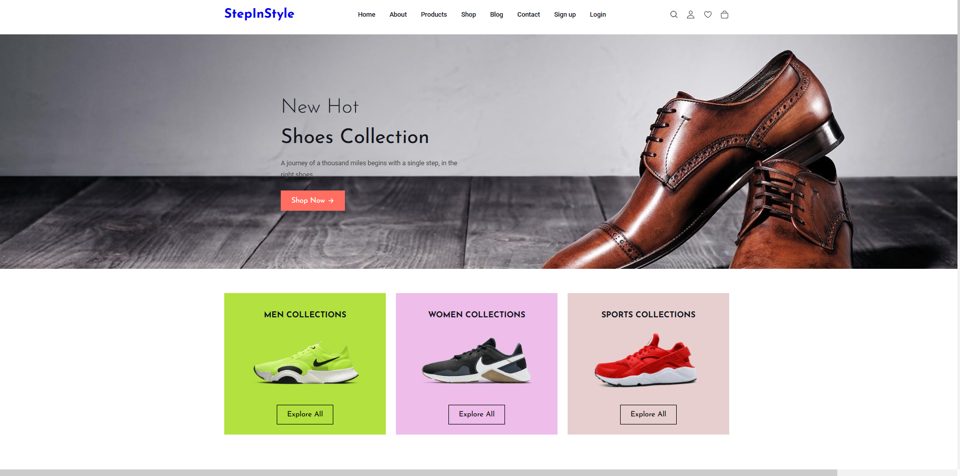 StepInStyle
Home About Products Shop Blog Contact Sign up Login
New Hot
Shoes Collection
A journey of a thousand miles begins with a single step, in the
right shoes
Shop Now →
MEN COLLECTIONS
WOMEN COLLECTIONS
SPORTS COLLECTIONS
Explore All
Explore All
Explore All